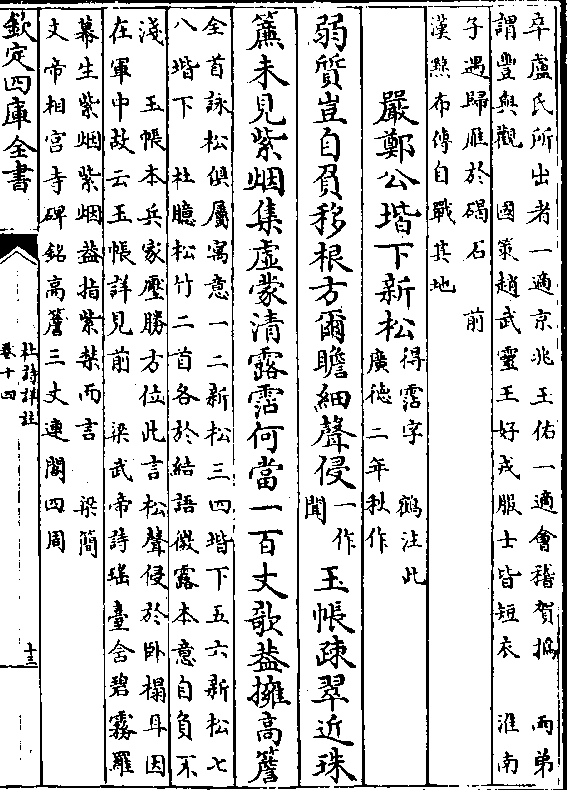 卒盧氏所出者一適京兆王佑一適會稽賀撝　兩弟
謂豐與觀　國策趙武靈王好戎服士皆短衣　淮南
子遇歸雁於碣石　前
漢黥布傳自戰其地
嚴鄭公堦下新松得霑字　鶴注此
廣徳二年秋作
弱質豈自負移根方爾瞻細聲侵一作
聞玉帳疎翠近珠
簾未見紫烟集虛蒙清露霑何當一百丈欹葢擁高簷
全首詠松俱屬寓意一二新松三四堦下五六新松七
八堦下　杜臆松竹二首各於結語微露本意自負不
淺　玉帳本兵家壓勝方位此言松聲侵於卧榻耳因
在軍中故云玉帳詳見前　梁武帝詩瑶臺含碧霧羅
幕生紫烟紫烟葢指紫禁而言　梁簡
文帝相宫寺碑銘高簷三丈連閣四周
欽定四庫全書
杜詩詳註
卷十四
十三